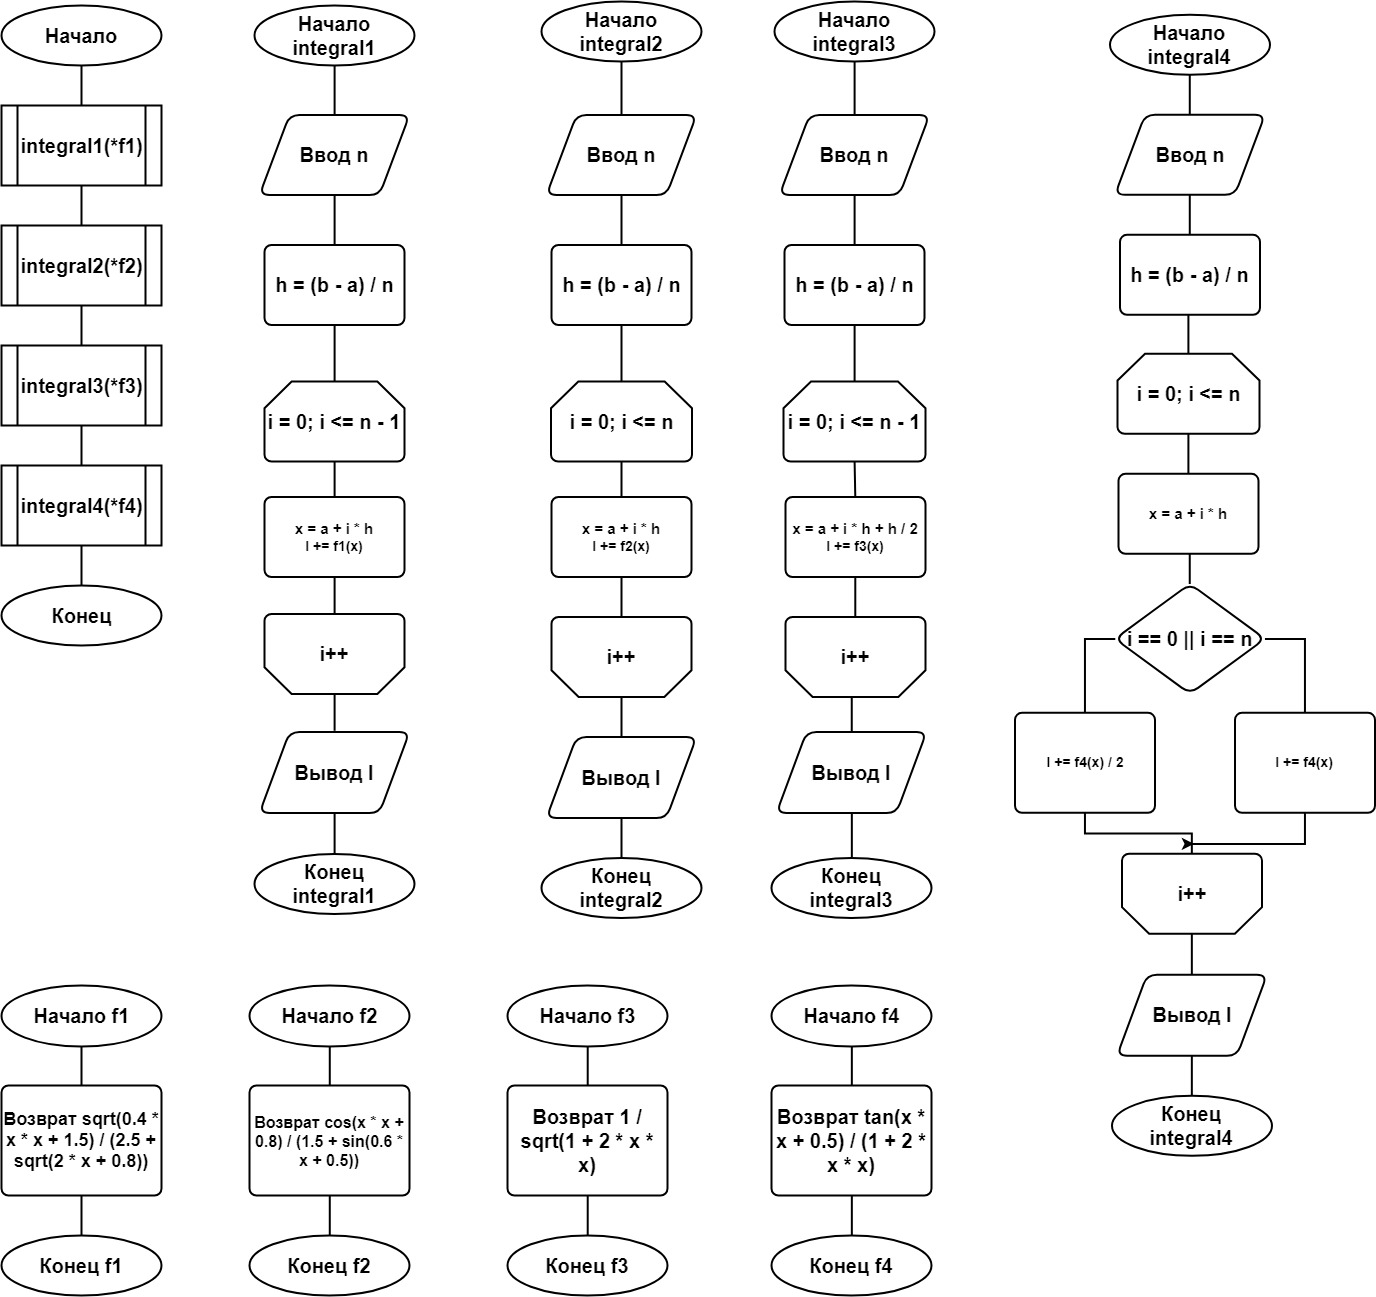 Начало
integral1(*f1)
integral2(*f2)
integral3(*f3)
integral4(*f4)
Конец
Начало
integral1
Ввод n
h = (b - a) / n
i = 0; i <= n - 1
x = a + i * h
I += f1(x)
i++
Вывод I
Конец
integral1
Начало
integral2
Ввод n
h = (b - a) / n
i = 0; i <= n
x = a + i * h
I += f2(x)
i++
Вывод I
Конец
integral2
Начало
integral3
Ввод n
h = (b - a) / n
i = 0; i <= n - 1
x = a + i * h + h / 2
I += f3(x)
i++
Вывод I
Конец
integral3
Начало
integral4
Ввод n
h = (b - a) / n
i = 0; i <= n
x = a + i * h
i == 0 || i == n
I += f4(x) / 2
I += f4(x)
i++
Вывод I
Конец
integral4
Начало f1
Возврат sqrt(0.4 *
x * x + 1.5) / (2.5 +
sqrt(2 * x + 0.8))
Конец f1
Начало f2
Возврат cos(x * x +
0.8) / (1.5 + sin(0.6 *
x + 0.5))
Конец f2
Начало f3
Возврат 1 /
sqrt(1 + 2 * x *
x)
Конец f3
Начало f4
Возврат tan(x *
x + 0.5) / (1 + 2 *
x * x)
Конец f4